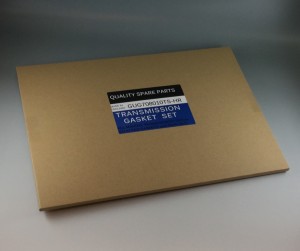 QUALITY SPARE PARTS
TRANSMISSION
GASKET SET